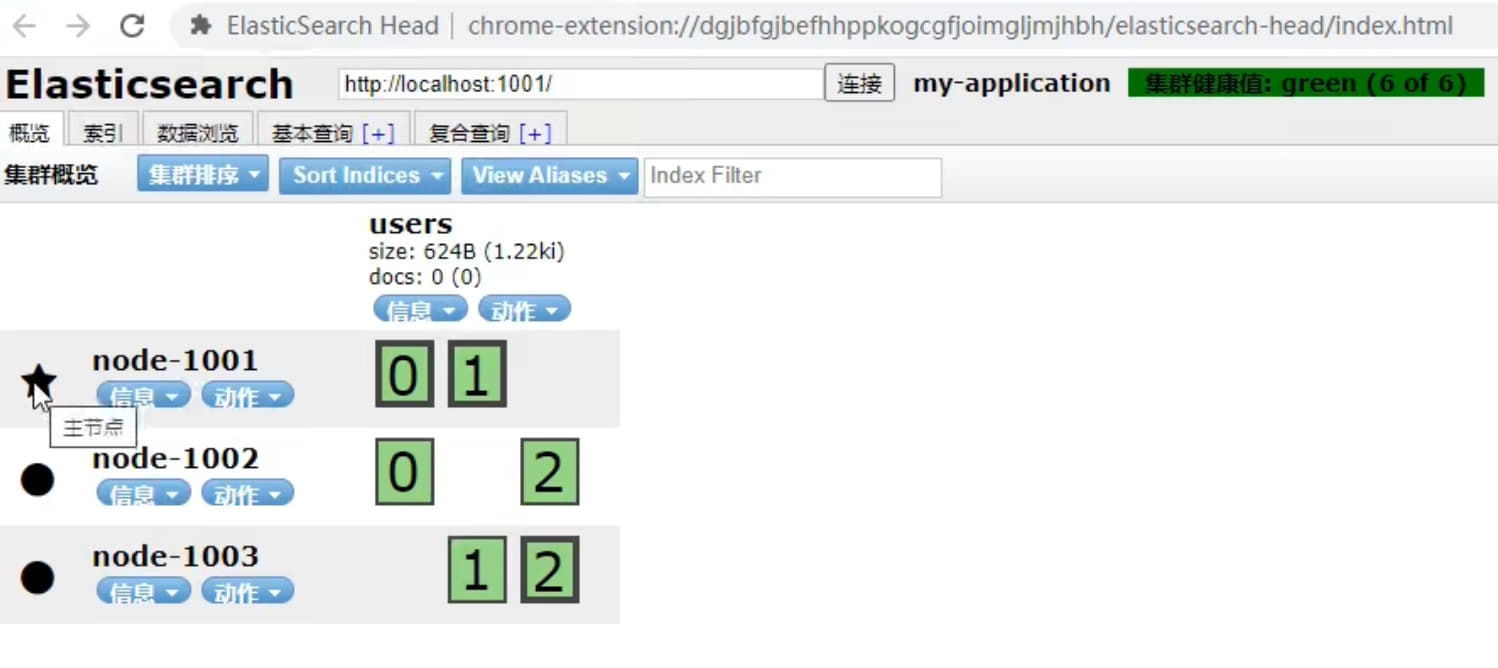 ElasticSearch Head | chrome-extension://dgjbfgjbefhhppkogcgfjoimgljmjhbh/elasticsearch-head/index.html
Elasticsearch http://localhost:1001/ 连接 my-application 集群健康值: green (6 of 6)
概览 索引 数据浏览 基本查询 [+] 复合查询 [+]
集群概览 集群排序 Sort Indices View Aliases Index Filter
users
size: 624B (1.22ki)
docs: 0 (0)
信息 动作
node-1001 0 1
信息 动作
主节点
node-1002 0 2
信息 动作
node-1003 1 2
信息 动作